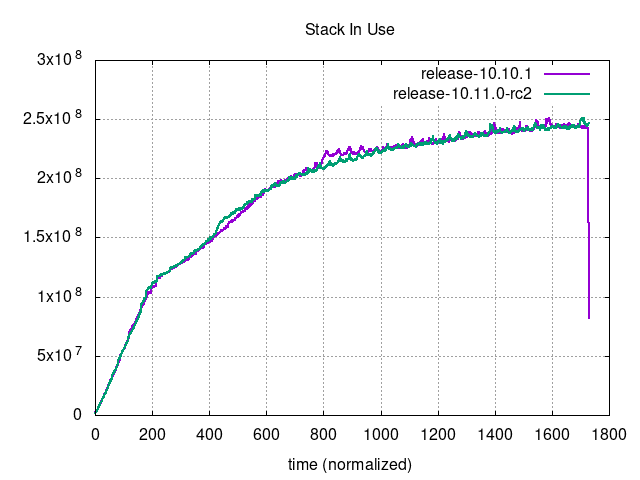 Stack In Use
3x10^8
2.5x10^8
2x10^8
1.5x10^8
1x10^8
5x10^7
0
release-10.10.1
release-10.11.0-rc2
0 200 400 600 800 1000 1200 1400 1600 1800
time (normalized)